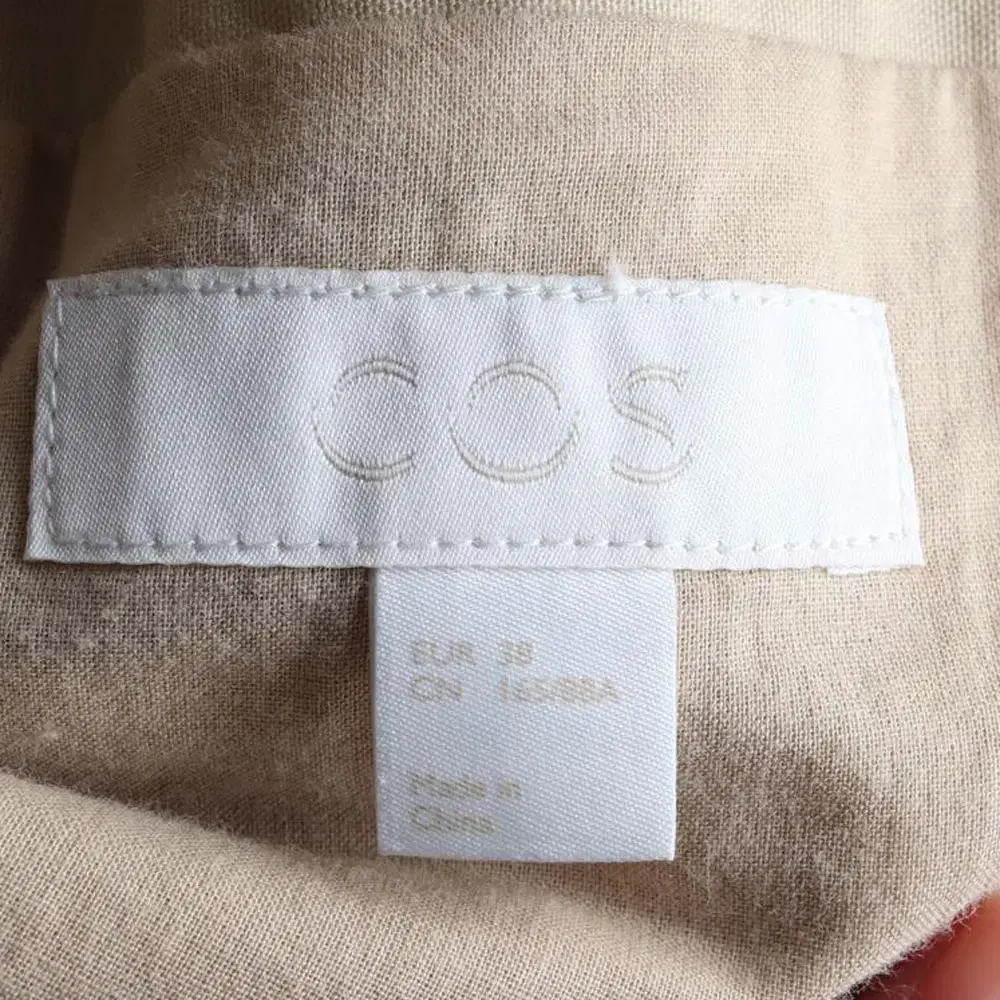 COS
EUR 38
CN 165/88A
Made in
China